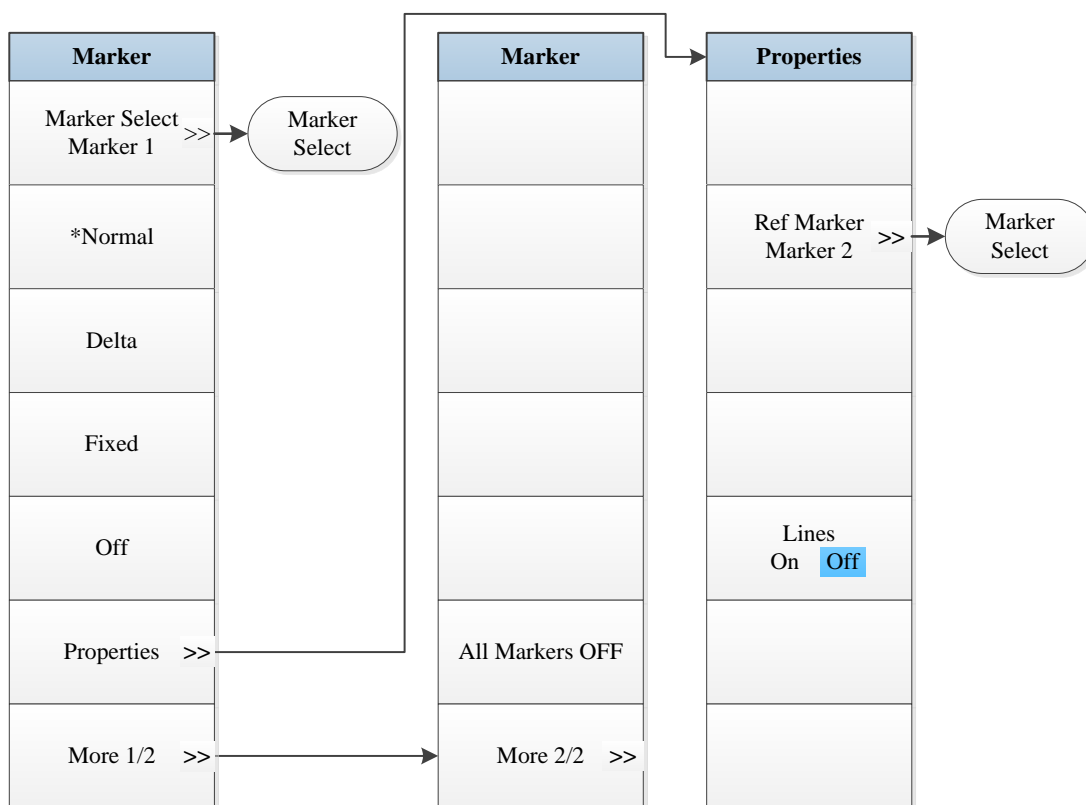 Marker
Marker Select
Marker 1
>>
Marker
Select
*Normal
Delta
Fixed
Off
Properties >>
More 1/2 >>
Marker
All Markers OFF
More 2/2 >>
Properties
Ref Marker
Marker 2
>>
Marker
Select
Lines
On Off